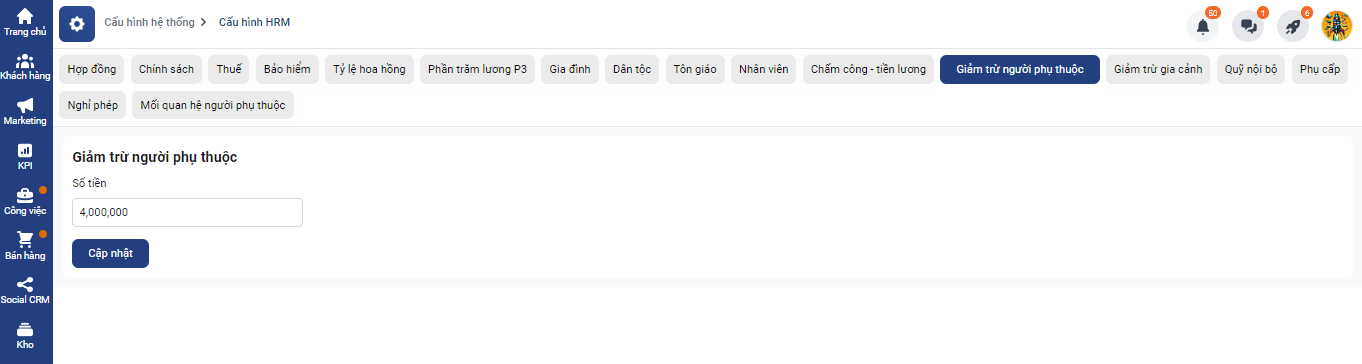 Trang chủ
Khách hàng
Marketing
KPI
Công việc
Bán hàng
Social CRM
Kho
Cấu hình hệ thống
Cấu hình HRM
50
1
6
Hợp đồng
Chính sách
Thuế
Bảo hiểm
Tỷ lệ hoa hồng
Phần trăm lương P3
Gia đình
Dân tộc
Tôn giáo
Nhân viên
Chấm công - tiền lương
Giảm trừ người phụ thuộc
Giảm trừ gia cảnh
Quỹ nội bộ
Phụ cấp
Nghỉ phép
Mối quan hệ người phụ thuộc
Giảm trừ người phụ thuộc
Số tiền
4,000,000
Cập nhật